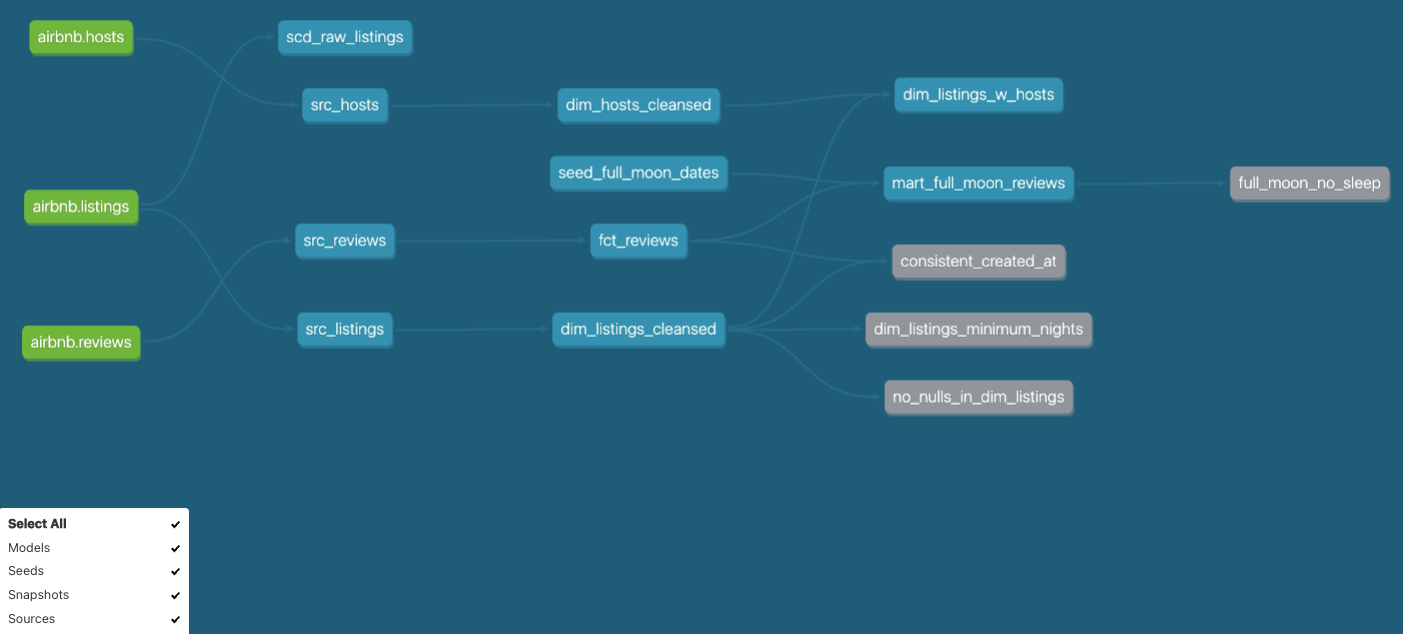 airbnb.hosts
scd_raw_listings
src_hosts
dim_hosts_cleansed
dim_listings_w_hosts
seed_full_moon_dates
mart_full_moon_reviews
full_moon_no_sleep
airbnb.listings
src_reviews
fct_reviews
consistent_created_at
airbnb.reviews
src_listings
dim_listings_cleansed
dim_listings_minimum_nights
no_nulls_in_dim_listings
Select All
Models
Seeds
Snapshots
Sources